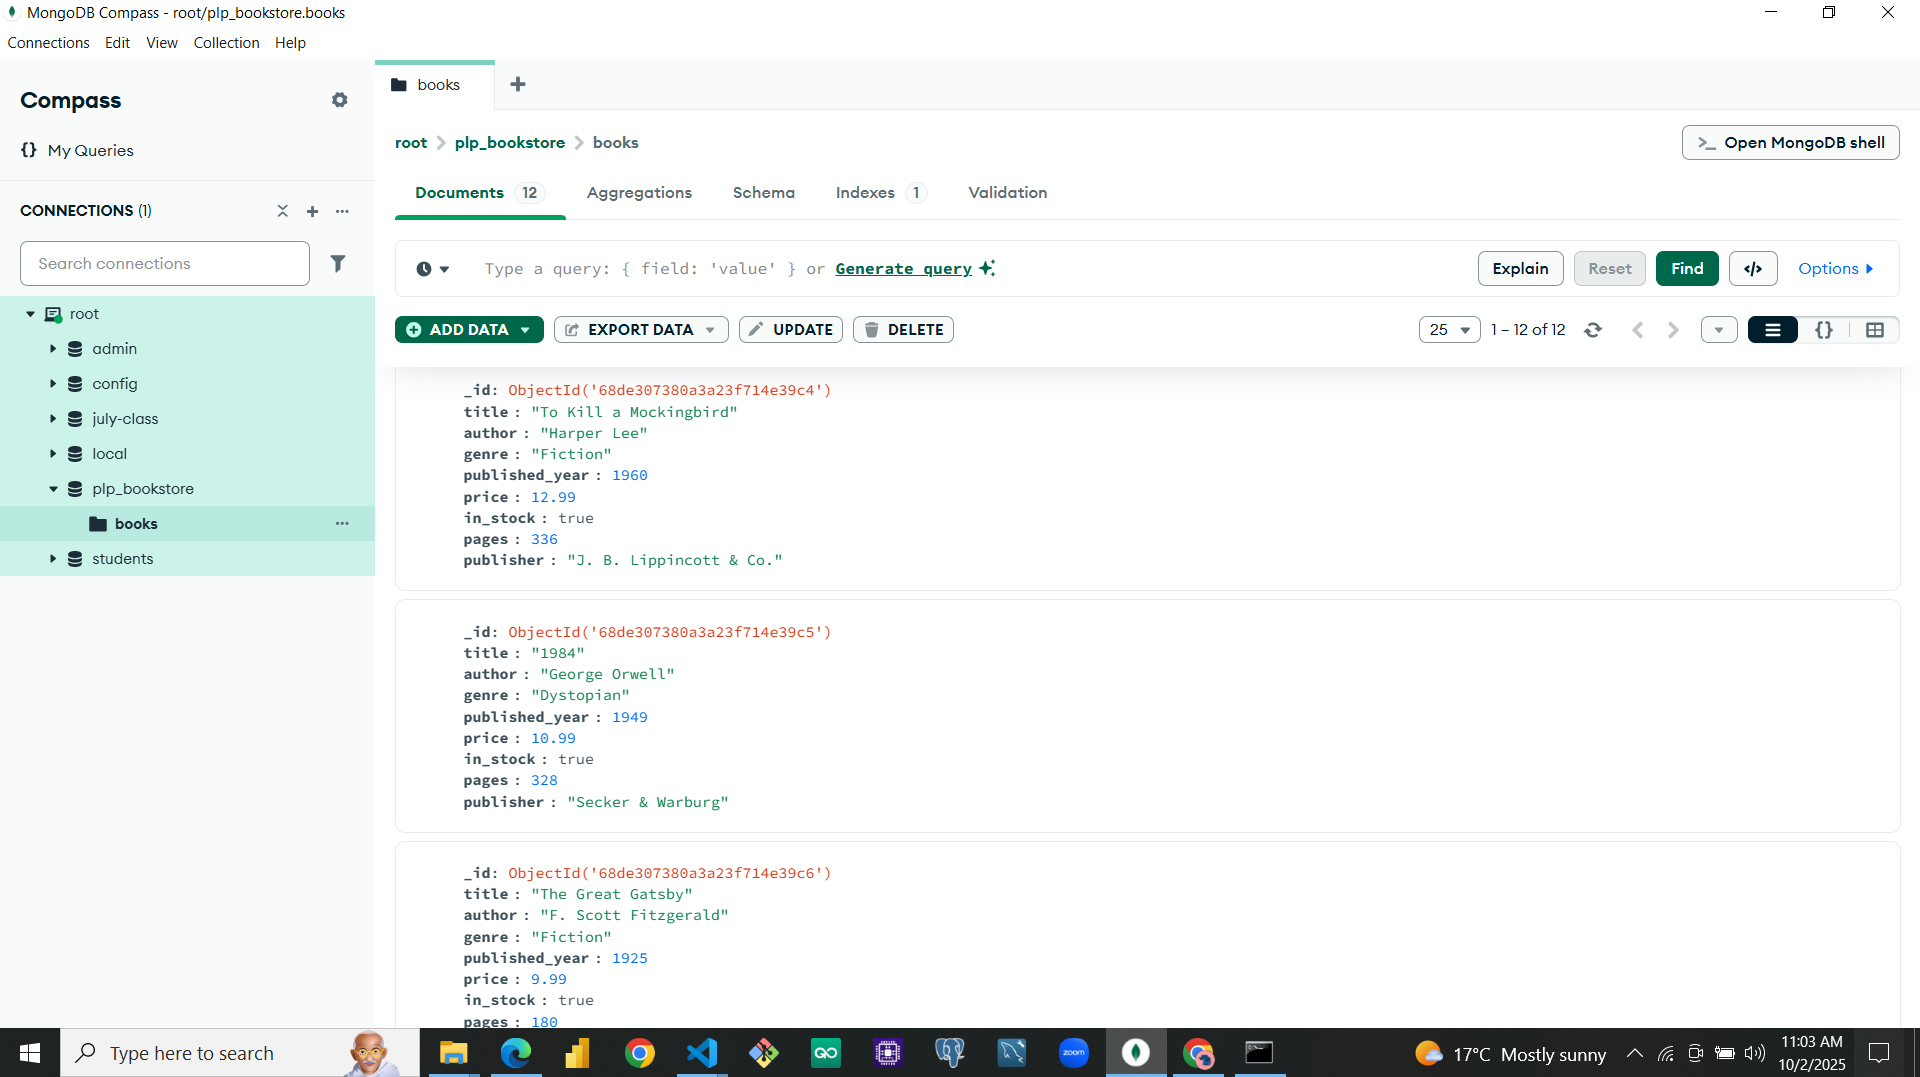 MongoDB Compass - root/plp_bookstore.books
Connections Edit View Collection Help
Compass
{} My Queries
CONNECTIONS (1)
Search connections
root
admin
config
july-class
local
plp_bookstore
books
students
books
root > plp_bookstore > books
>_ Open MongoDB shell
Documents 12 Aggregations Schema Indexes 1 Validation
Type a query: { field: 'value' } or Generate query
Explain Reset Find </> Options
ADD DATA EXPORT DATA UPDATE DELETE
25 1 – 12 of 12 {}
_id: ObjectId('68de307380a3a23f714e39c4')
title : "To Kill a Mockingbird"
author : "Harper Lee"
genre : "Fiction"
published_year : 1960
price : 12.99
in_stock : true
pages : 336
publisher : "J. B. Lippincott & Co."
_id: ObjectId('68de307380a3a23f714e39c5')
title : "1984"
author : "George Orwell"
genre : "Dystopian"
published_year : 1949
price : 10.99
in_stock : true
pages : 328
publisher : "Secker & Warburg"
_id: ObjectId('68de307380a3a23f714e39c6')
title : "The Great Gatsby"
author : "F. Scott Fitzgerald"
genre : "Fiction"
published_year : 1925
price : 9.99
in_stock : true
pages : 180
Type here to search
GO
zoom
17°C Mostly sunny
11:03 AM
10/2/2025